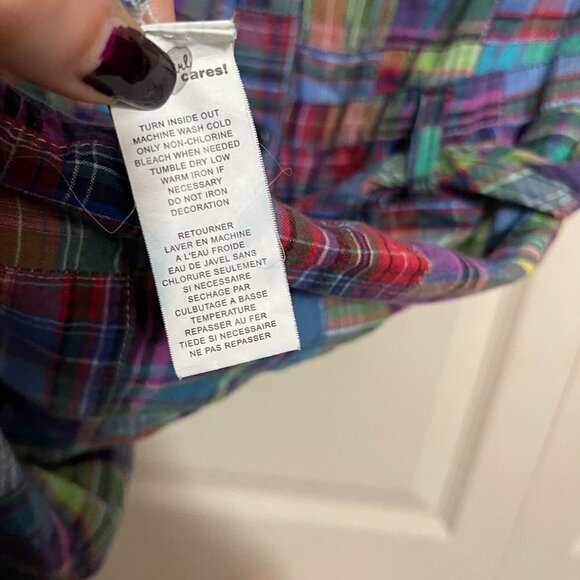 cares!
TURN INSIDE OUT
MACHINE WASH COLD
ONLY NON-CHLORINE
BLEACH WHEN NEEDED
TUMBLE DRY LOW
WARM IRON IF
NECESSARY
DO NOT IRON
DECORATION
RETOURNER
LAVER EN MACHINE
A L'EAU FROIDE
EAU DE JAVEL SANS
CHLORURE SEULEMENT
SI NECESSAIRE
SECHAGE PAR
CULBUTAGE A BASSE
TEMPERATURE
REPASSER AU FER
TIEDE SI NECESSAIRE
NE PAS REPASSER